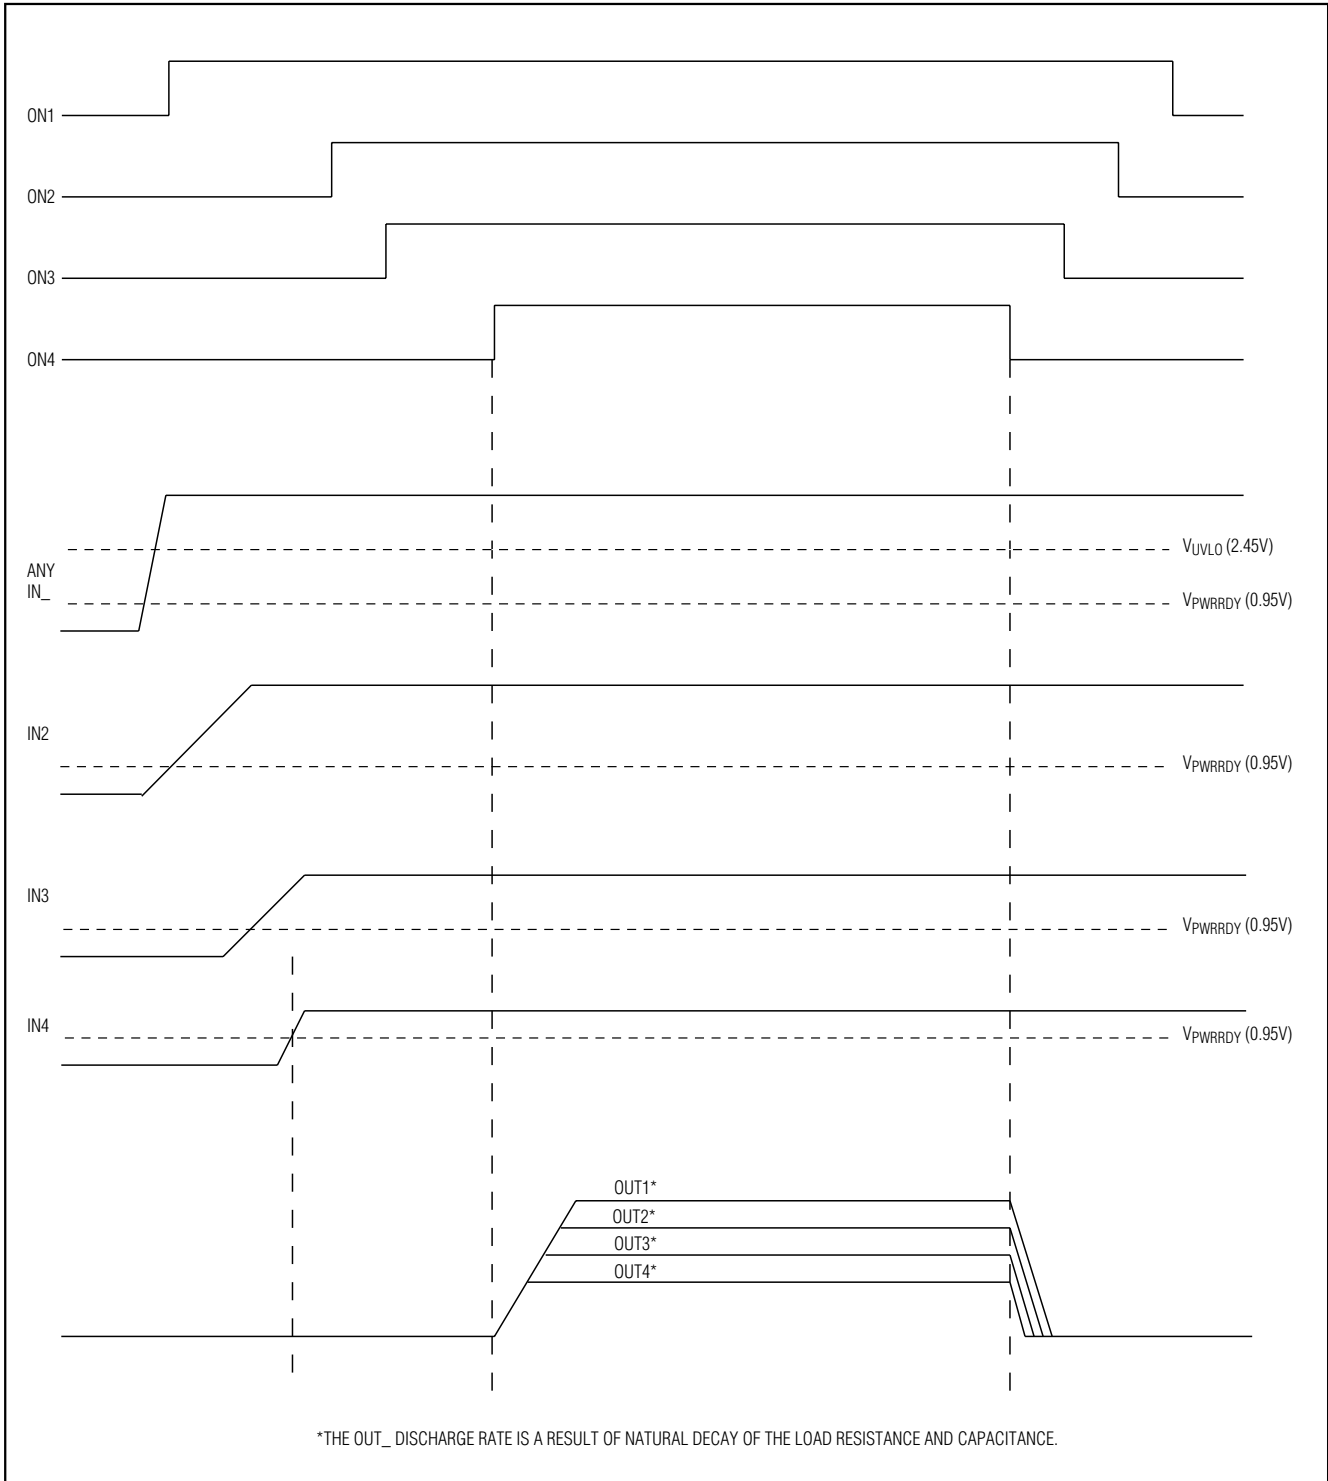 ON1
ON2
ON3
ON4
VUVLO (2.45V)
ANY
IN_
VPWRRDY (0.95V)
IN2
VPWRRDY (0.95V)
IN3
VPWRRDY (0.95V)
IN4
VPWRRDY (0.95V)
OUT1*
OUT2*
OUT3*
OUT4*
*THE OUT_ DISCHARGE RATE IS A RESULT OF NATURAL DECAY OF THE LOAD RESISTANCE AND CAPACITANCE.